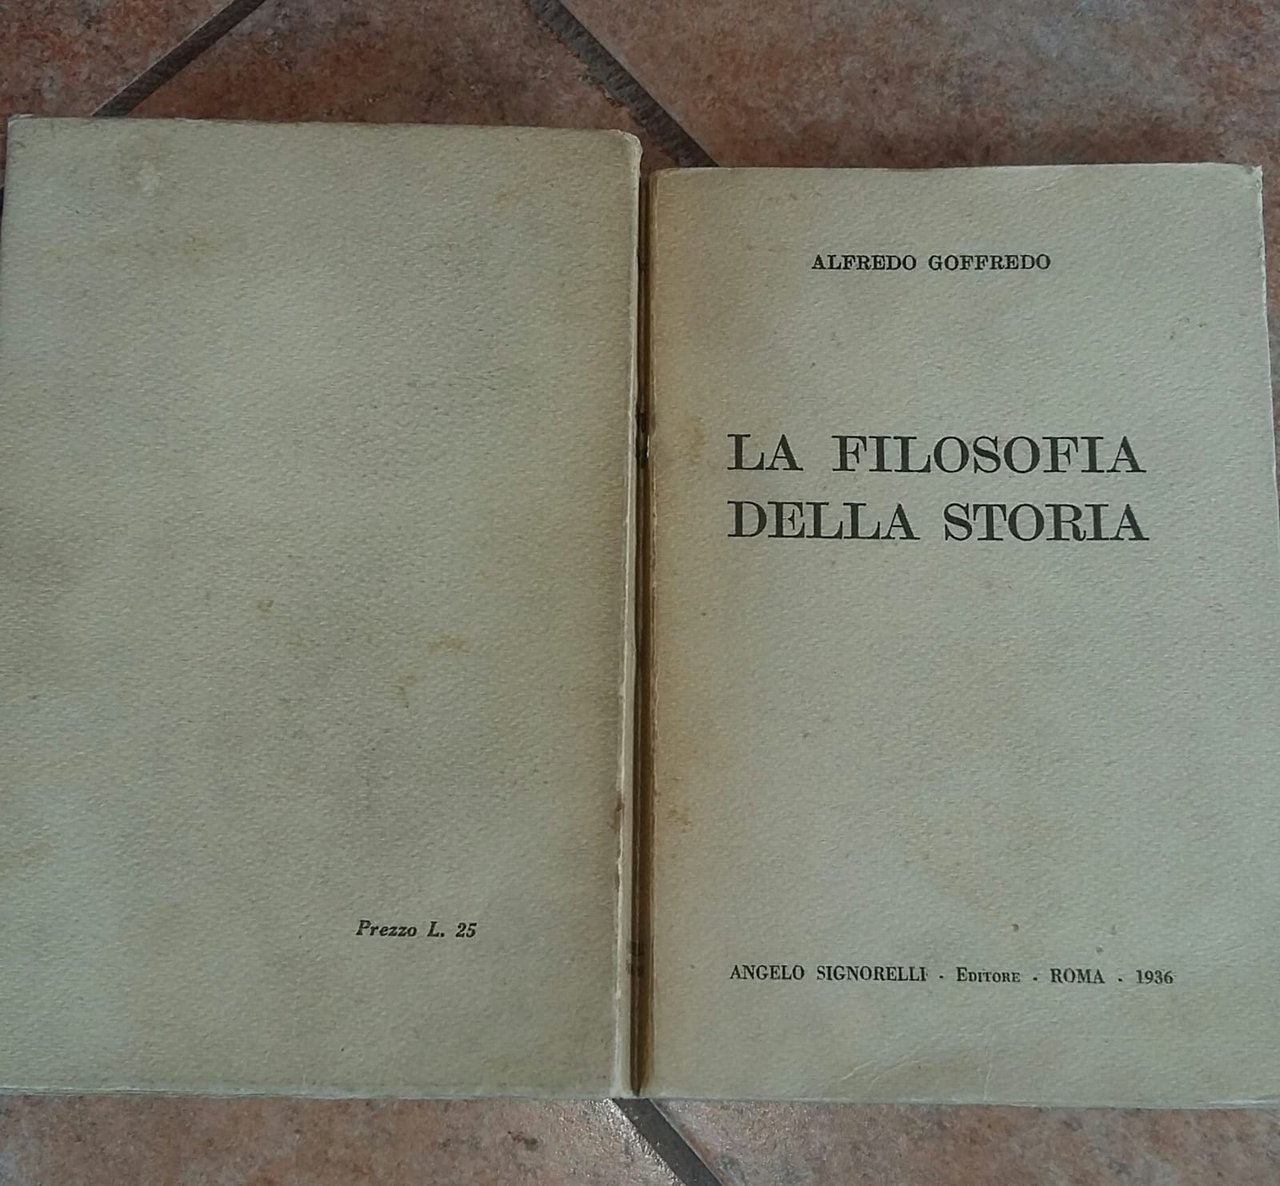 Prezzo L. 25
ALFREDO GOFFREDO
LA FILOSOFIA
DELLA STORIA
ANGELO SIGNORELLI - EDITORE - ROMA - 1936